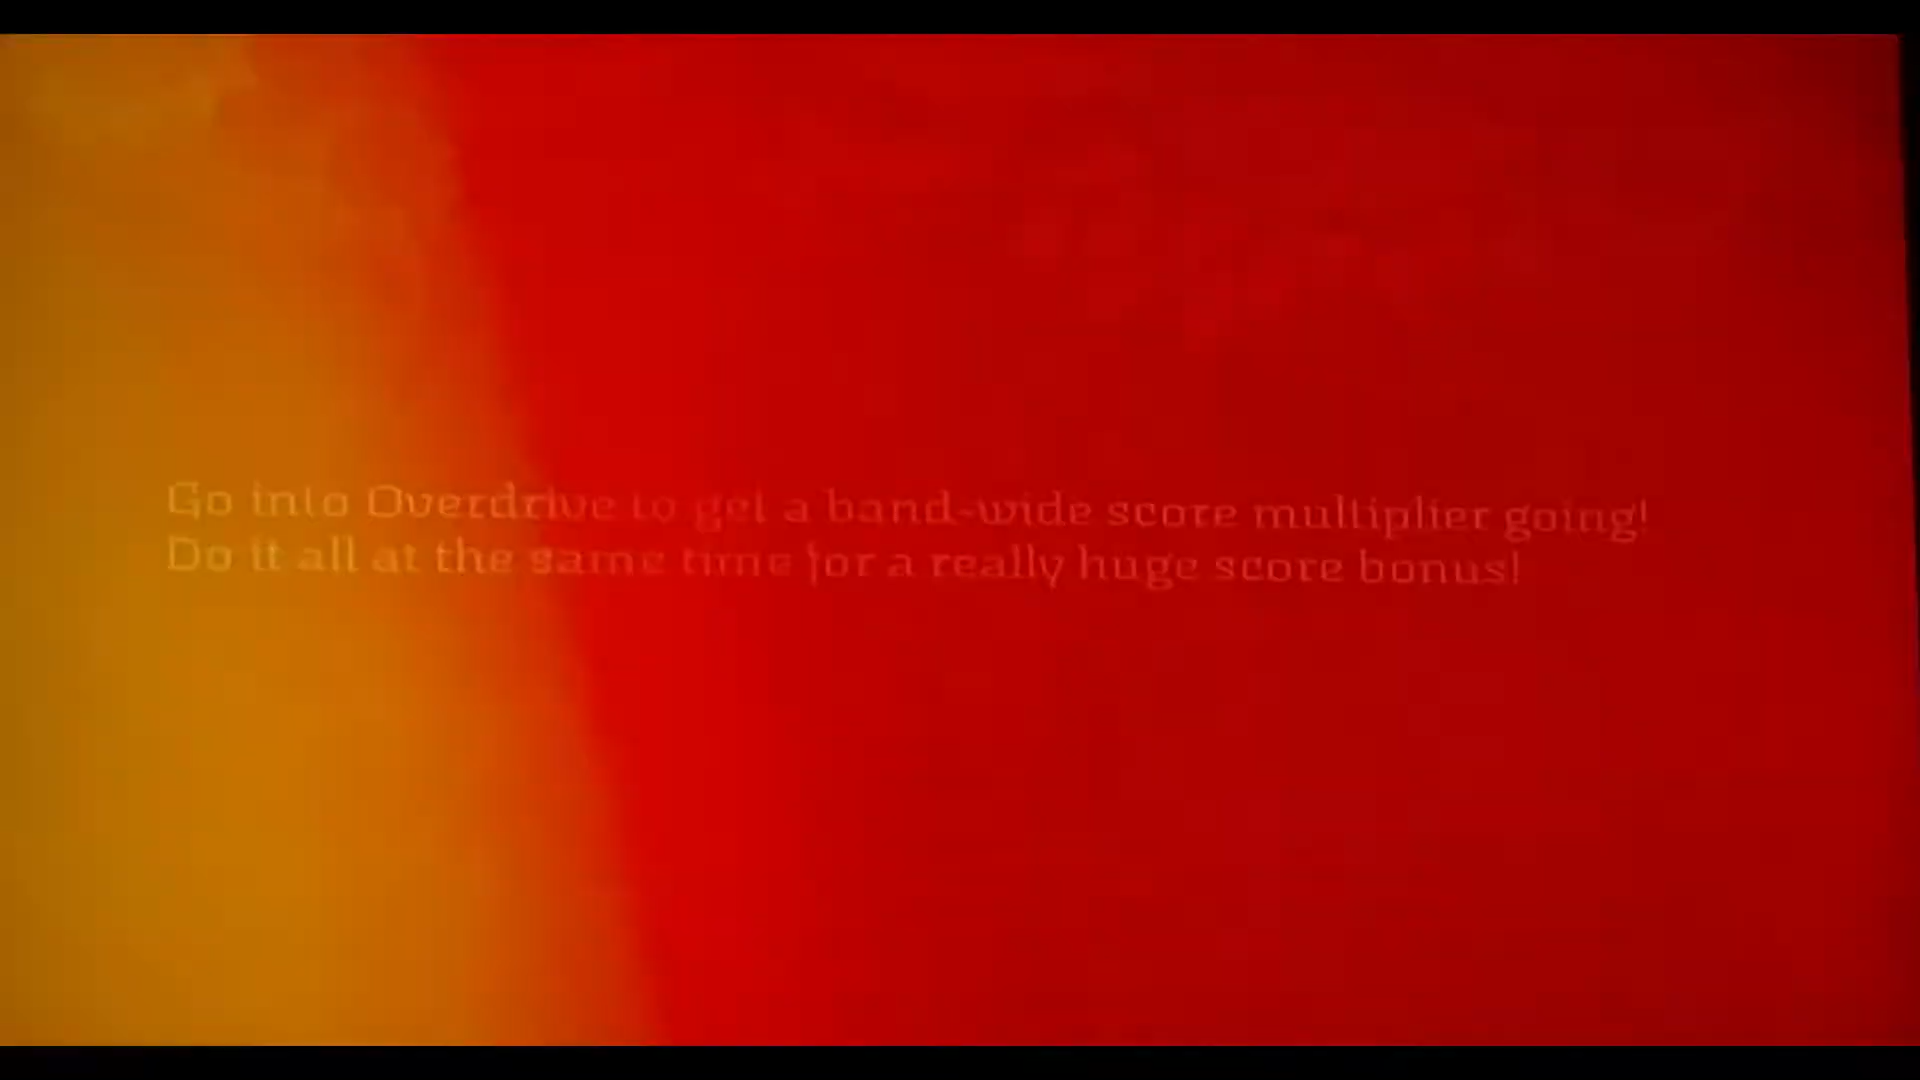 Go into Overdrive to get a band-wide score multiplier going!
Do it all at the same time for a really huge score bonus!